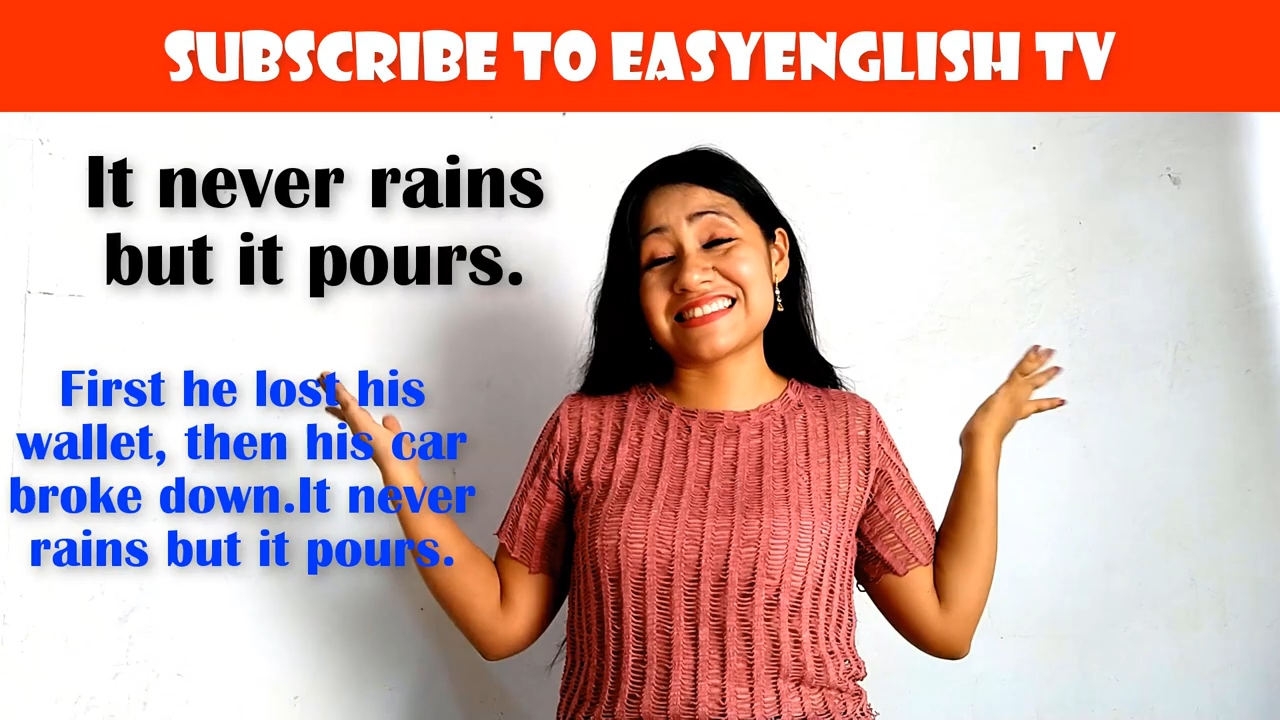 SUBSCRIBE TO EASYENGLISH TV
It never rains
but it pours.
First he lost his
wallet, then his car
broke down.It never
rains but it pours.